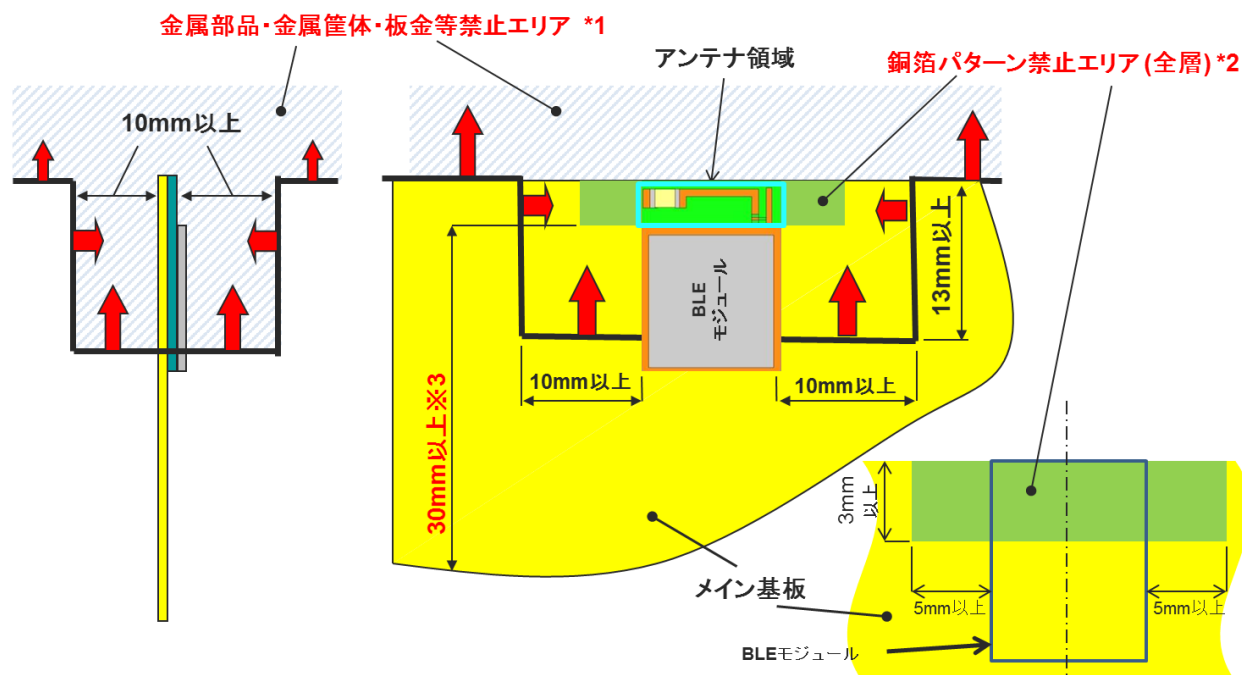 金属部品・金属筐体・板金等禁止エリア *1
アンテナ領域
銅箔パターン禁止エリア(全層)*2
10mm以上
13mm以上
BLE
モジュール
10mm以上
10mm以上
30mm以上※3
3mm
以上
メイン基板
5mm以上
5mm以上
BLEモジュール